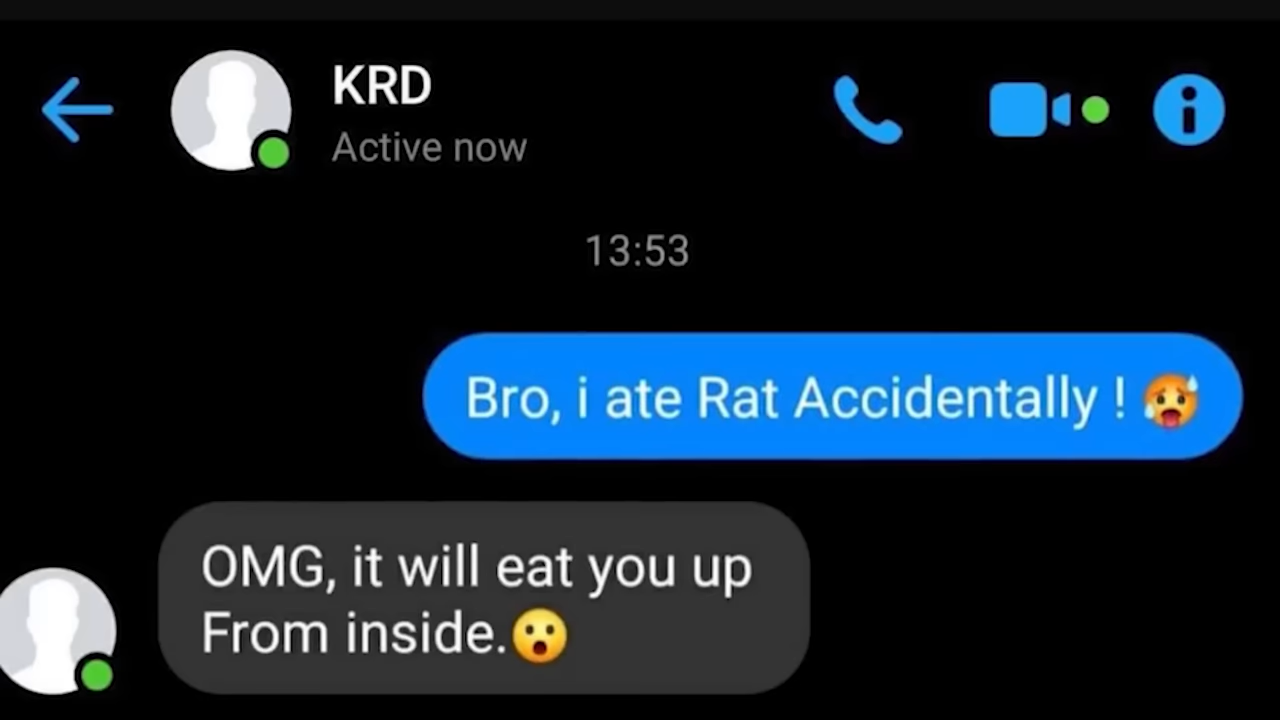 KRD
Active now
13:53
Bro, i ate Rat Accidentally ! 🥵
OMG, it will eat you up
From inside.😮